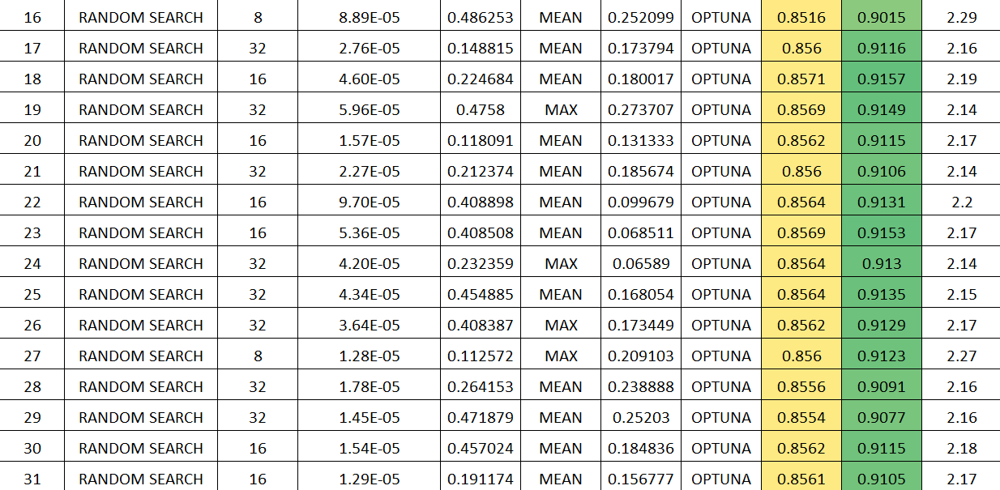 16 RANDOM SEARCH 8 8.89E-05 0.486253 MEAN 0.252099 OPTUNA 0.8516 0.9015 2.29
17 RANDOM SEARCH 32 2.76E-05 0.148815 MEAN 0.173794 OPTUNA 0.856 0.9116 2.16
18 RANDOM SEARCH 16 4.60E-05 0.224684 MEAN 0.180017 OPTUNA 0.8571 0.9157 2.19
19 RANDOM SEARCH 32 5.96E-05 0.4758 MAX 0.273707 OPTUNA 0.8569 0.9149 2.14
20 RANDOM SEARCH 16 1.57E-05 0.118091 MEAN 0.131333 OPTUNA 0.8562 0.9115 2.17
21 RANDOM SEARCH 32 2.27E-05 0.212374 MEAN 0.185674 OPTUNA 0.856 0.9106 2.14
22 RANDOM SEARCH 16 9.70E-05 0.408898 MEAN 0.099679 OPTUNA 0.8564 0.9131 2.2
23 RANDOM SEARCH 16 5.36E-05 0.408508 MEAN 0.068511 OPTUNA 0.8569 0.9153 2.17
24 RANDOM SEARCH 32 4.20E-05 0.232359 MAX 0.06589 OPTUNA 0.8564 0.913 2.14
25 RANDOM SEARCH 32 4.34E-05 0.454885 MEAN 0.168054 OPTUNA 0.8564 0.9135 2.15
26 RANDOM SEARCH 32 3.64E-05 0.408387 MAX 0.173449 OPTUNA 0.8562 0.9129 2.17
27 RANDOM SEARCH 8 1.28E-05 0.112572 MAX 0.209103 OPTUNA 0.856 0.9123 2.27
28 RANDOM SEARCH 32 1.78E-05 0.264153 MEAN 0.238888 OPTUNA 0.8556 0.9091 2.16
29 RANDOM SEARCH 32 1.45E-05 0.471879 MEAN 0.25203 OPTUNA 0.8554 0.9077 2.16
30 RANDOM SEARCH 16 1.54E-05 0.457024 MEAN 0.184836 OPTUNA 0.8562 0.9115 2.18
31 RANDOM SEARCH 16 1.29E-05 0.191174 MEAN 0.156777 OPTUNA 0.8561 0.9105 2.17